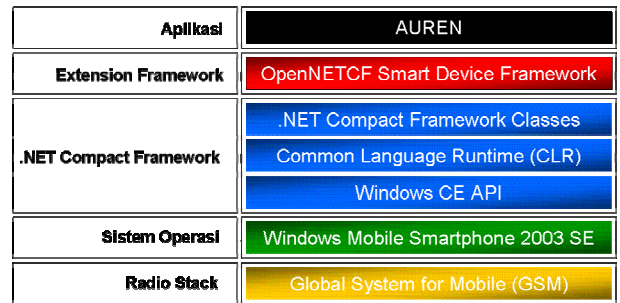 Aplikasi
AUREN
Extension Framework
OpenNETCF Smart Device Framework
.NET Compact Framework
.NET Compact Framework Classes
Common Language Runtime (CLR)
Windows CE API
Sistem Operasi
Windows Mobile Smartphone 2003 SE
Radio Stack
Global System for Mobile (GSM)